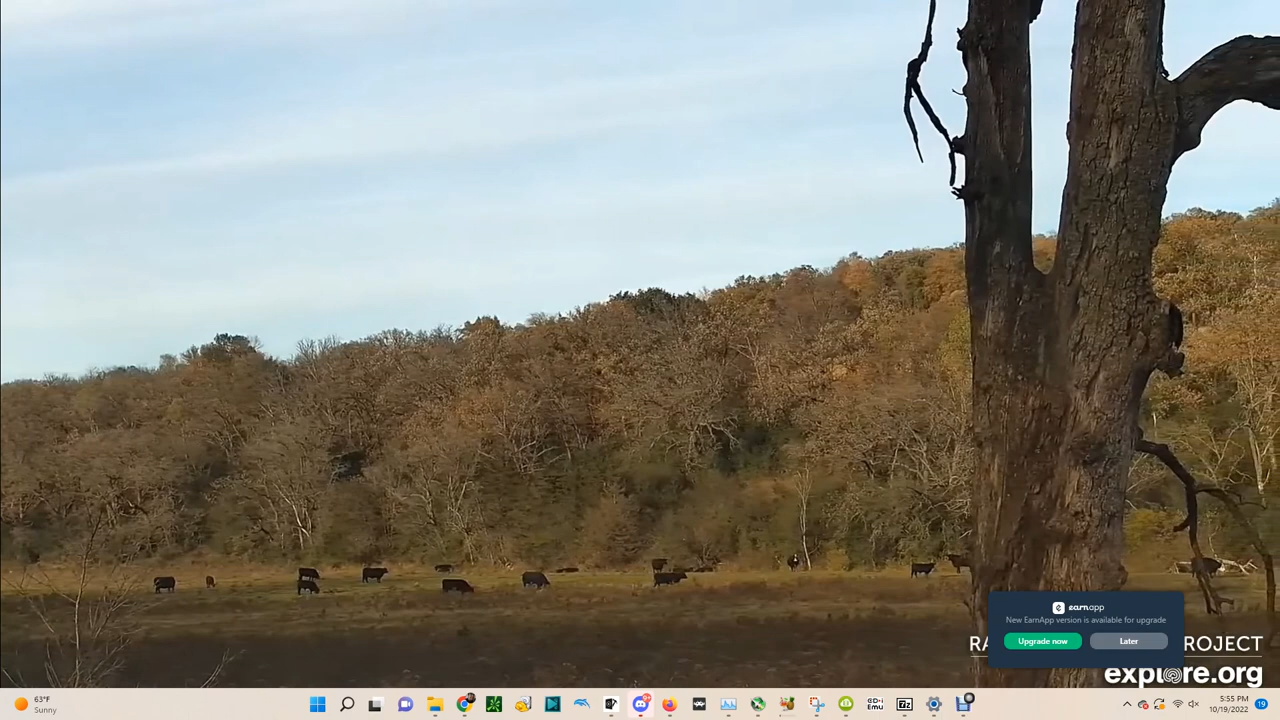 earnapp
New EarnApp version is available for upgrade
Upgrade now
Later
RA
ROJECT
explore.org
63°F
Sunny
5:55 PM
10/19/2022
19